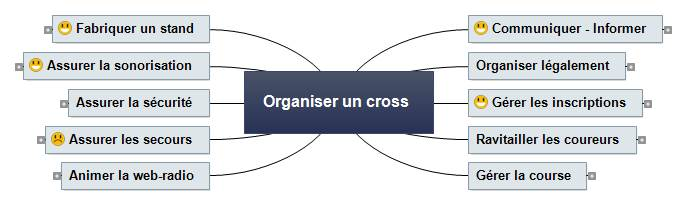 Fabriquer un stand
Assurer la sonorisation
Assurer la sécurité
Assurer les secours
Animer la web-radio
Organiser un cross
Communiquer - Informer
Organiser légalement
Gérer les inscriptions
Ravitailler les coureurs
Gérer la course